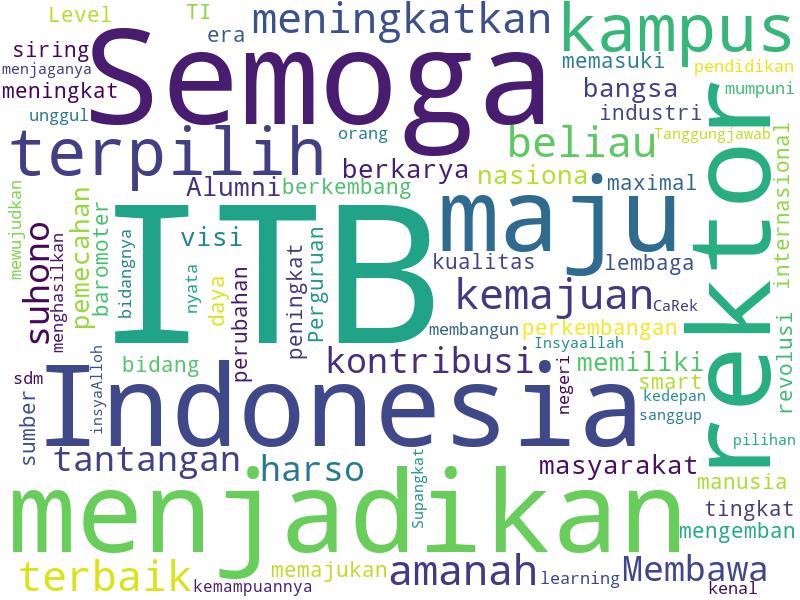 Level
TI
era
meningkatkan
kampus
siring
menjaganya
Semoga
memasuki
pendidikan
meningkat
bangsa
mumpuni
unggul
industri
orang
Tanggungjawab
terpilih
beliau
rektor
internasional
berkarya
nasiona
Alumni
berkembang
maximal
mewujudkan
suhono
menghasilkan
pemecahan
baromoter
bidangnya
ITB
visi
nyata
daya
perubahan
peningkat
Perguruan
maju
kualitas
lembaga
kemajuan
CaRek
membangun
perkembangan
Insyaallah
insyaAlloh
bidang
kontribusi
negeri
memiliki
revolusi
sdm
smart
kedepan
sumber
Indonesia
sanggup
pilihan
tantangan
harso
Supangkat
masyarakat
manusia
menjadikan
tingkat
mengemban
terbaik
memajukan
amanah
learning
Membawa
kemampuannya
kenal